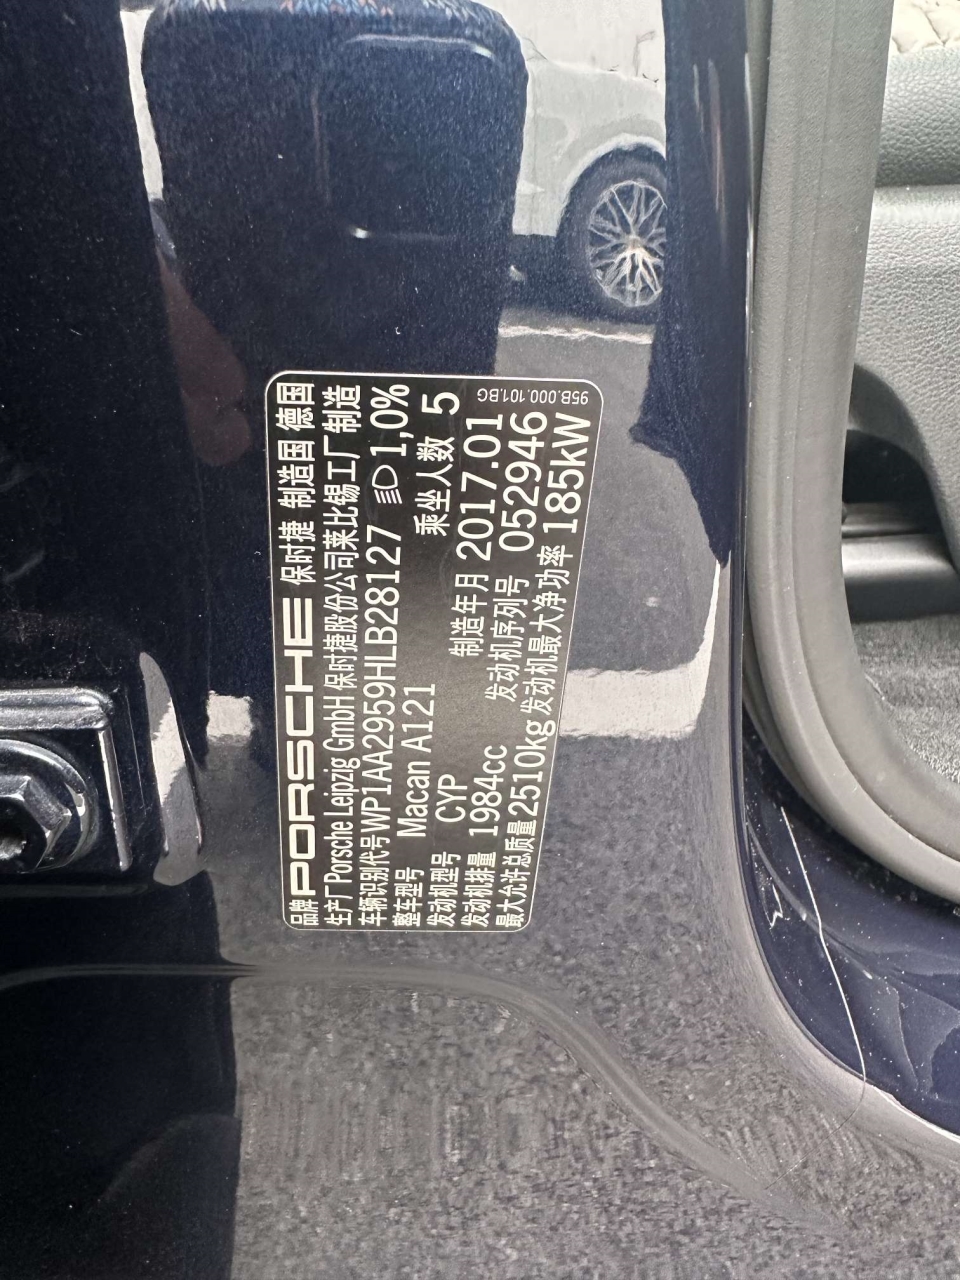 品牌 PORSCHE 保时捷 制造国 德国
生产厂 Porsche Leipzig GmbH 保时捷股份公司莱比锡工厂制造
车辆识别代号 WP1AA2959HLB28127 1,0%
整车型号 Macan A121 乘坐人数 5
发动机型号 CYP 制造年月 2017.01
发动机排量 1984cc 发动机序列号 052946
最大允许总质量 2510kg 发动机最大净功率 185kW
95B.000.101.BG